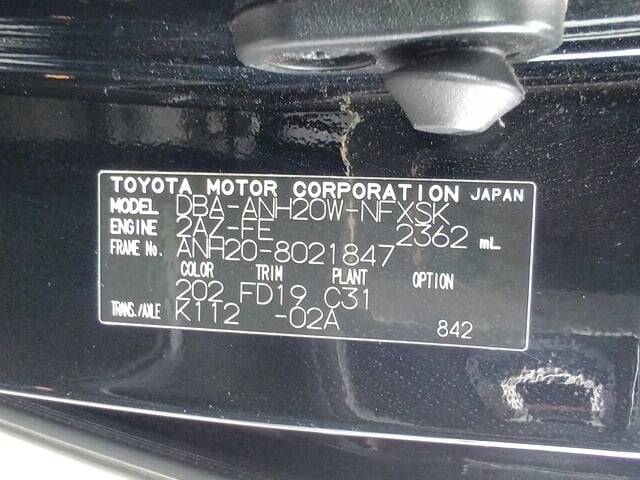 TOYOTA MOTOR CORPORATION JAPAN
MODEL DBA-ANH20W-NFXSK
ENGINE 2AZ-FE 2362 mL
FRAME No. ANH20-8021847
COLOR TRIM PLANT OPTION
202 FD19 C31
TRANS./AXLE K112 -02A 842